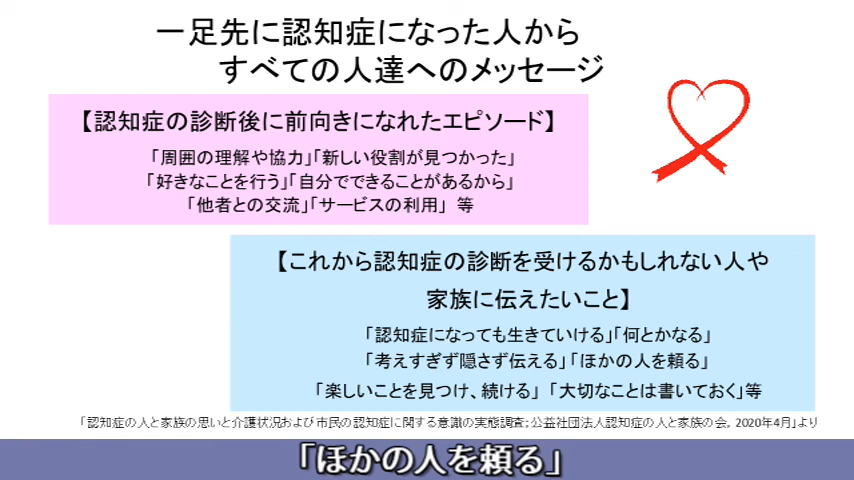 一足先に認知症になった人から
すべての人達へのメッセージ
【認知症の診断後に前向きになれたエピソード】
「周囲の理解や協力」「新しい役割が見つかった」
「好きなことを行う」「自分でできることがあるから」
「他者との交流」「サービスの利用」 等
【これから認知症の診断を受けるかもしれない人や
家族に伝えたいこと】
「認知症になっても生きていける」「何とかなる」
「考えすぎず隠さず伝える」「ほかの人を頼る」
「楽しいことを見つけ、続ける」 「大切なことは書いておく」等
「認知症の人と家族の思いと介護状況および市民の認知症に関する意識の実態調査；公益社団法人認知症の人と家族の会，2020年4月」より
「ほかの人を頼る」